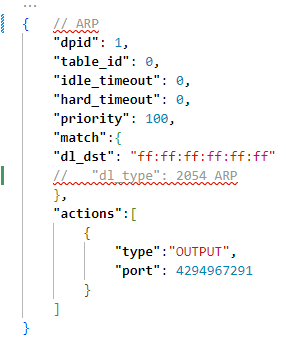 ...
{ // ARP
"dpid": 1,
"table_id": 0,
"idle_timeout": 0,
"hard_timeout": 0,
"priority": 100,
"match":{
"dl_dst": "ff:ff:ff:ff:ff:ff"
// "dl_type": 2054 ARP
},
"actions":[
{
"type":"OUTPUT",
"port": 4294967291
}
]
}